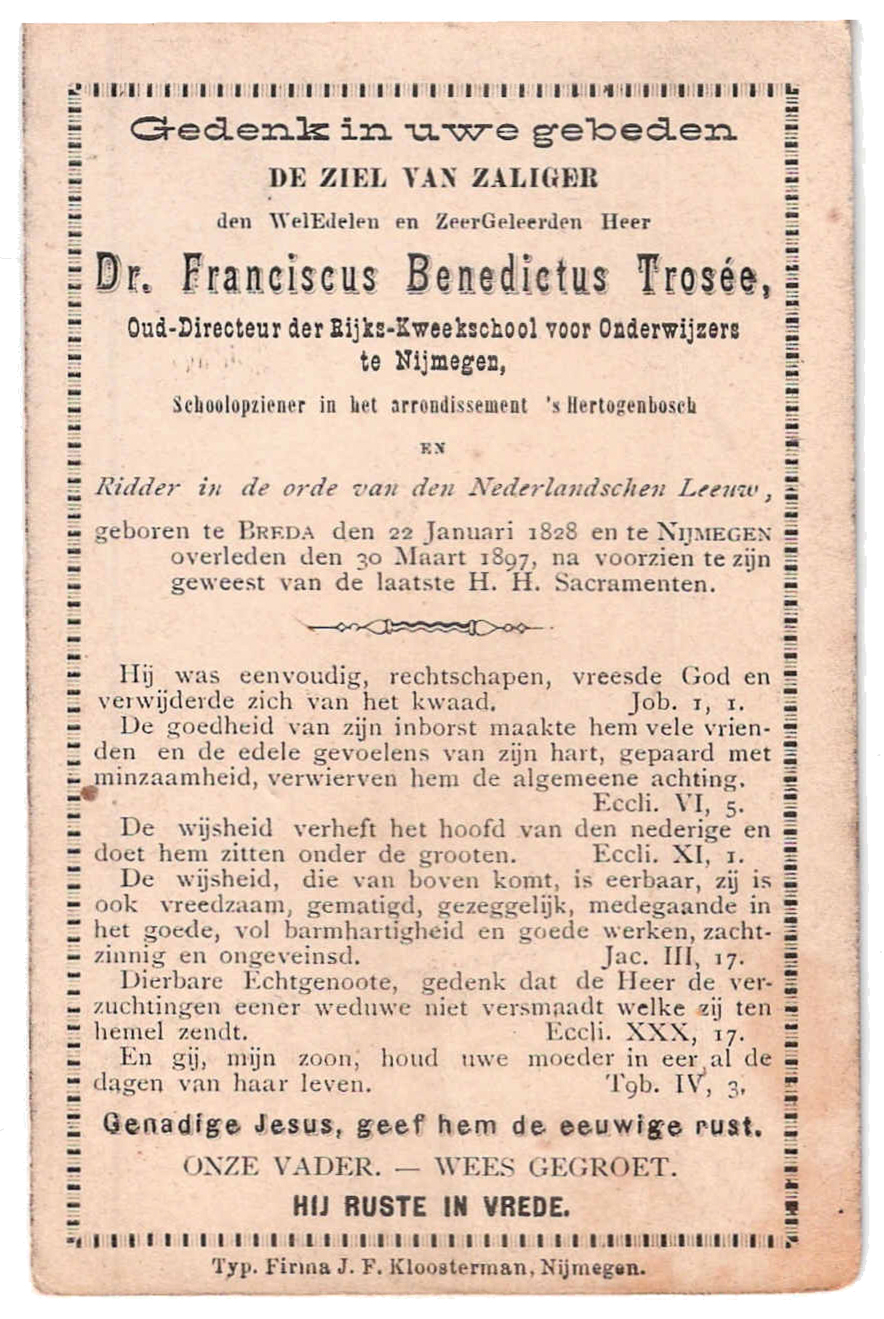 Gedenk in uwe gebeden
DE ZIEL VAN ZALIGER
den WelEdelen en ZeerGeleerden Heer
Dr. Franciscus Benedictus Trosée,
Oud-Directeur der Rijks-Kweekschool voor Onderwijzers
te Nijmegen,
Schoolopziener in het arrondissement 's Hertogenbosch
EN
Ridder in de orde van den Nederlandschen Leeuw,
geboren te BREDA den 22 Januari 1828 en te NIJMEGEN
overleden den 30 Maart 1897, na voorzien te zijn
geweest van de laatste H. H. Sacramenten.
Hij was eenvoudig, rechtschapen, vreesde God en
verwijderde zich van het kwaad. Job. 1, 1.
De goedheid van zijn inborst maakte hem vele vrien-
den en de edele gevoelens van zijn hart, gepaard met
minzaamheid, verwierven hem de algemeene achting.
Eccli. VI, 5.
De wijsheid verheft het hoofd van den nederige en
doet hem zitten onder de grooten. Eccli. XI, 1.
De wijsheid, die van boven komt, is eerbaar, zij is
ook vreedzaam, gematigd, gezeggelijk, medegaande in
het goede, vol barmhartigheid en goede werken, zacht-
zinnig en ongeveinsd. Jac. III, 17.
Dierbare Echtgenoote, gedenk dat de Heer de ver-
zuchtingen eener weduwe niet versmaadt welke zij ten
hemel zendt. Eccli. XXX, 17.
En gij, mijn zoon, houd uwe moeder in eer al de
dagen van haar leven. Tgb. IV, 3,
Genadige Jesus, geef hem de eeuwige rust.
ONZE VADER. — WEES GEGROET.
HIJ RUSTE IN VREDE.
Typ. Firma J. F. Kloosterman, Nijmegen.